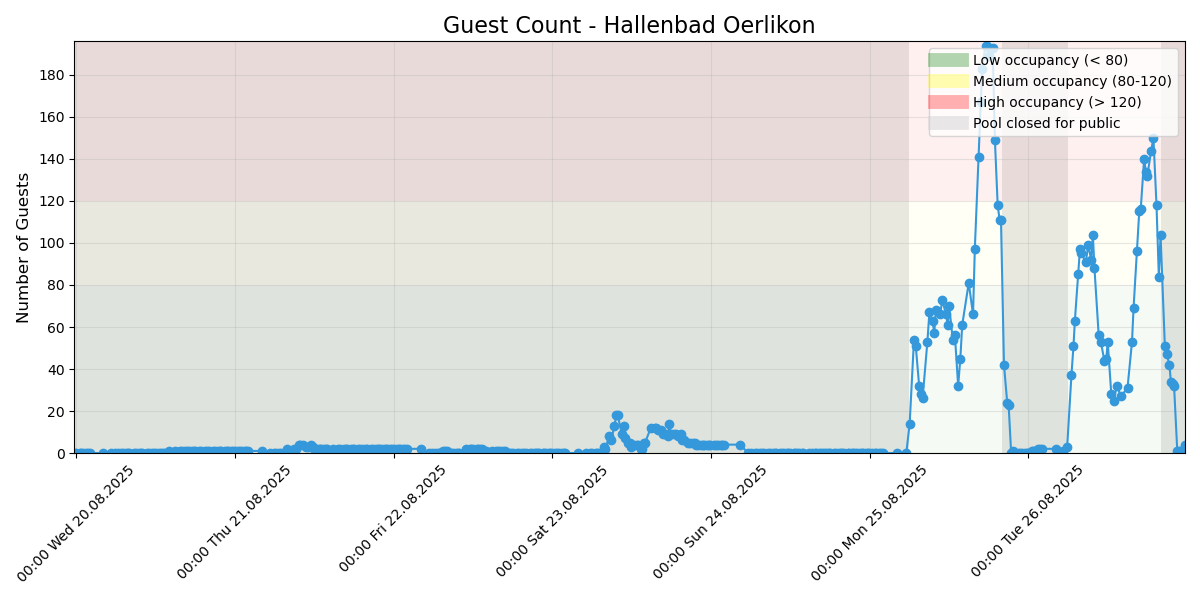 Guest Count - Hallenbad Oerlikon
Number of Guests
180
160
140
120
100
80
60
40
20
0
Low occupancy (< 80)
Medium occupancy (80-120)
High occupancy (> 120)
Pool closed for public
00:00 Wed 20.08.2025
00:00 Thu 21.08.2025
00:00 Fri 22.08.2025
00:00 Sat 23.08.2025
00:00 Sun 24.08.2025
00:00 Mon 25.08.2025
00:00 Tue 26.08.2025